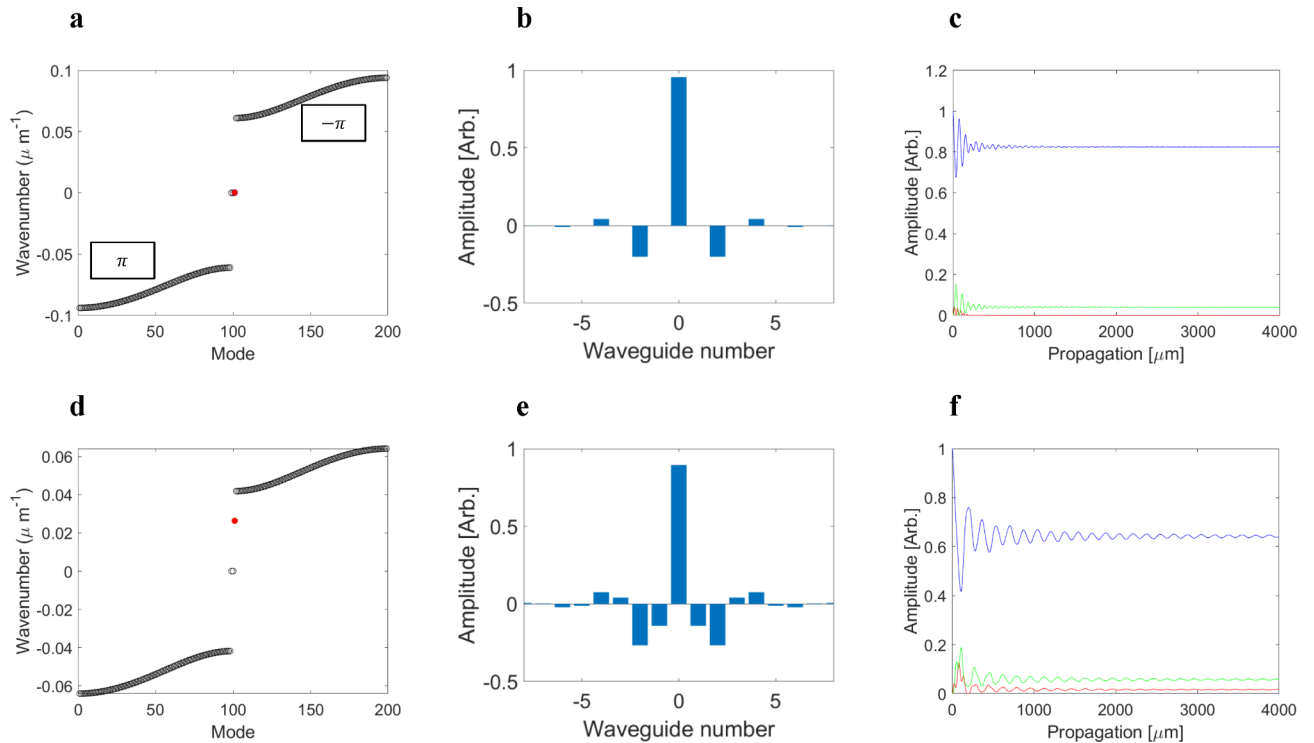 a
b
c
Wavenumber (μ m⁻¹)
0.1
0.05
0
-0.05
-0.1
−π
π
0
50
100
150
200
Mode
Amplitude [Arb.]
1
0.5
0
-0.5
-5
0
5
Waveguide number
Amplitude [Arb.]
1.2
1
0.8
0.6
0.4
0.2
0
0
1000
2000
3000
4000
Propagation [μm]
d
e
f
Wavenumber (μ m⁻¹)
0.06
0.04
0.02
0
-0.02
-0.04
-0.06
0
50
100
150
200
Mode
Amplitude [Arb.]
1
0.5
0
-0.5
-5
0
5
Waveguide number
Amplitude [Arb.]
1
0.8
0.6
0.4
0.2
0
0
1000
2000
3000
4000
Propagation [μm]